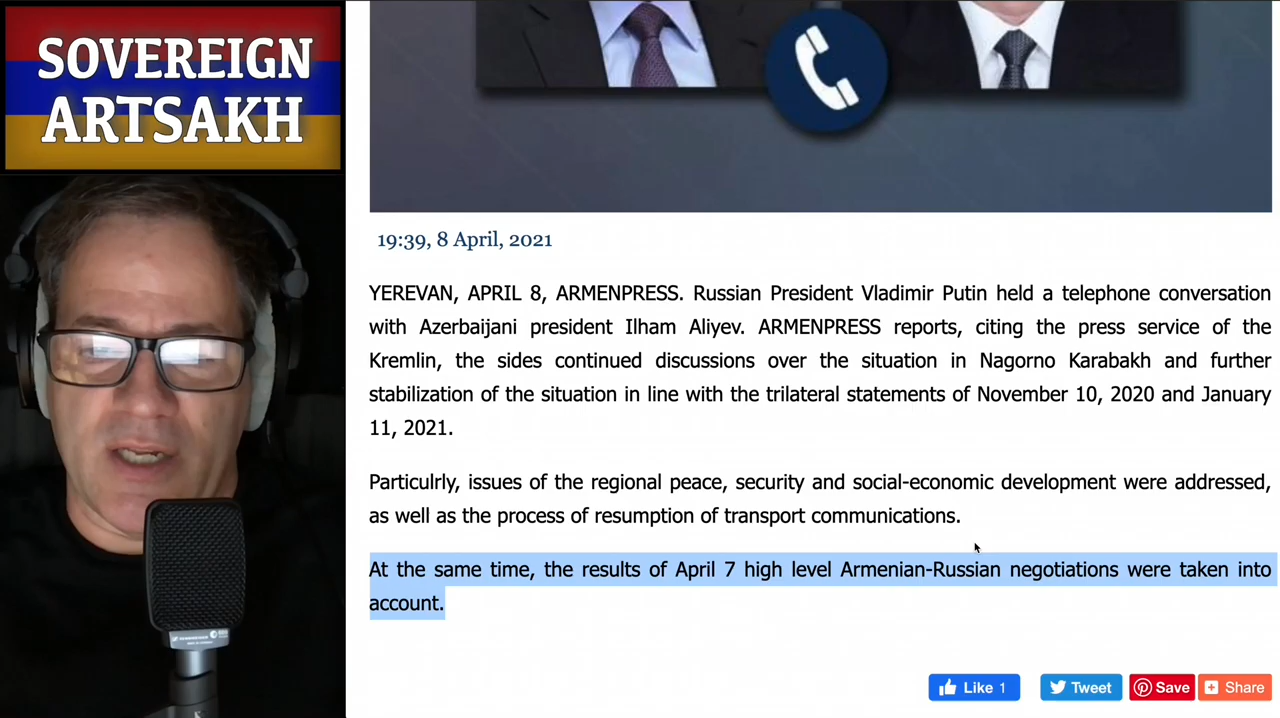 SOVEREIGN
ARTSAKH
19:39, 8 April, 2021
YEREVAN, APRIL 8, ARMENPRESS. Russian President Vladimir Putin held a telephone conversation
with Azerbaijani president Ilham Aliyev. ARMENPRESS reports, citing the press service of the
Kremlin, the sides continued discussions over the situation in Nagorno Karabakh and further
stabilization of the situation in line with the trilateral statements of November 10, 2020 and January
11, 2021.
Particulrly, issues of the regional peace, security and social-economic development were addressed,
as well as the process of resumption of transport communications.
At the same time, the results of April 7 high level Armenian-Russian negotiations were taken into
account.
Like 1
Tweet
Save
Share